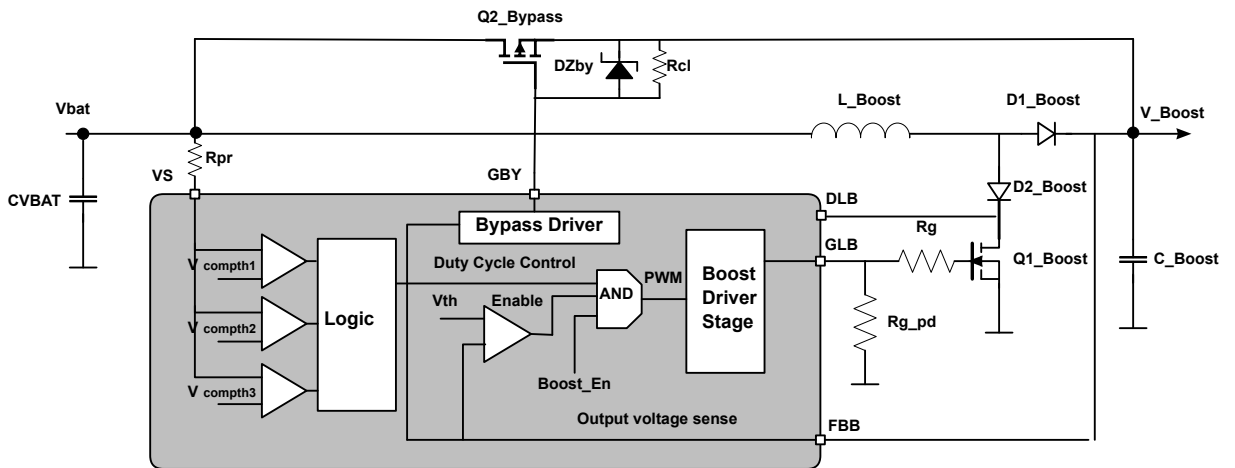 Q2_Bypass
DZby
Rcl
Vbat
L_Boost
D1_Boost
V_Boost
Rpr
VS
GBY
CVBAT
D2_Boost
DLB
Bypass Driver
Rg
GLB
Q1_Boost
C_Boost
V compth1
Duty Cycle Control
PWM
Boost
Driver
Stage
Vth
Enable
AND
Logic
V compth2
Rg_pd
V compth3
Boost_En
Output voltage sense
FBB